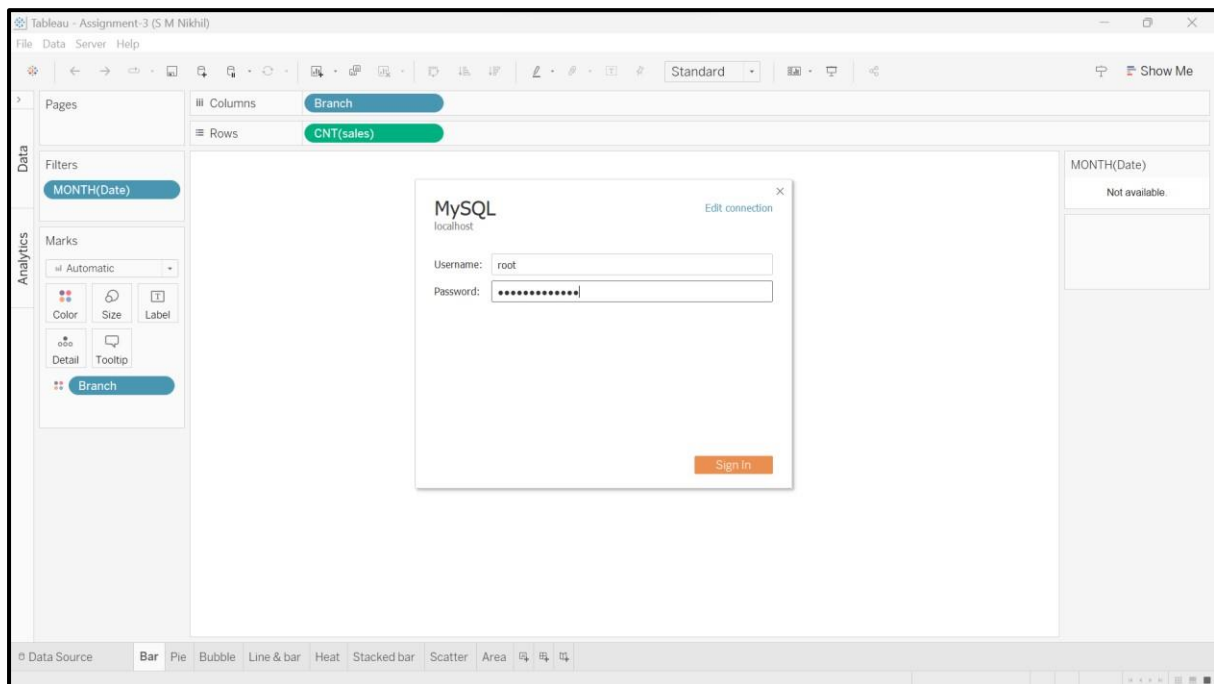 Tableau - Assignment-3 (S M Nikhil)
File Data Server Help
Standard
Show Me
Pages
Columns
Branch
Rows
CNT(sales)
Data
Analytics
Filters
MONTH(Date)
Marks
Automatic
Color Size Label
Detail Tooltip
Branch
MySQL
localhost
Edit connection
Username: root
Password: •••••••••••••
Sign In
MONTH(Date)
Not available.
Data Source Bar Pie Bubble Line & bar Heat Stacked bar Scatter Area